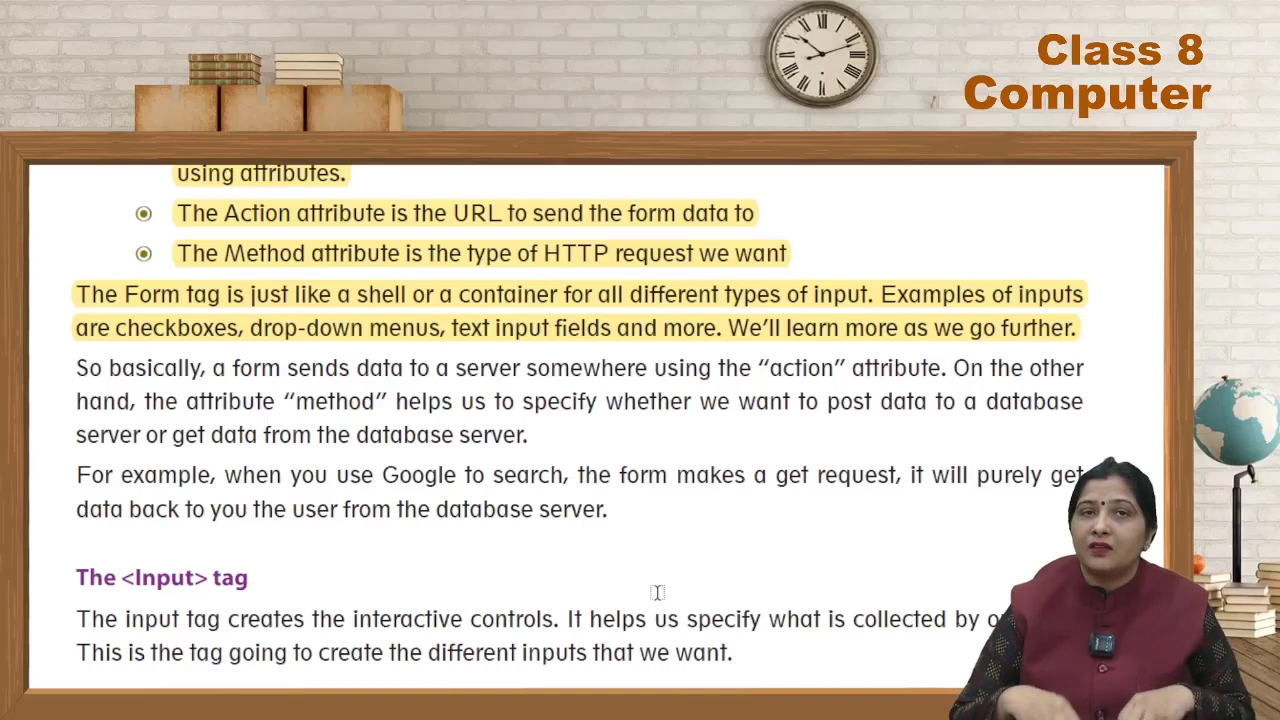 Class 8
Computer
using attributes.
The Action attribute is the URL to send the form data to
The Method attribute is the type of HTTP request we want
The Form tag is just like a shell or a container for all different types of input. Examples of inputs
are checkboxes, drop-down menus, text input fields and more. We’ll learn more as we go further.
So basically, a form sends data to a server somewhere using the “action” attribute. On the other
hand, the attribute “method” helps us to specify whether we want to post data to a database
server or get data from the database server.
For example, when you use Google to search, the form makes a get request, it will purely get
data back to you the user from the database server.
The <Input> tag
The input tag creates the interactive controls. It helps us specify what is collected by
This is the tag going to create the different inputs that we want.